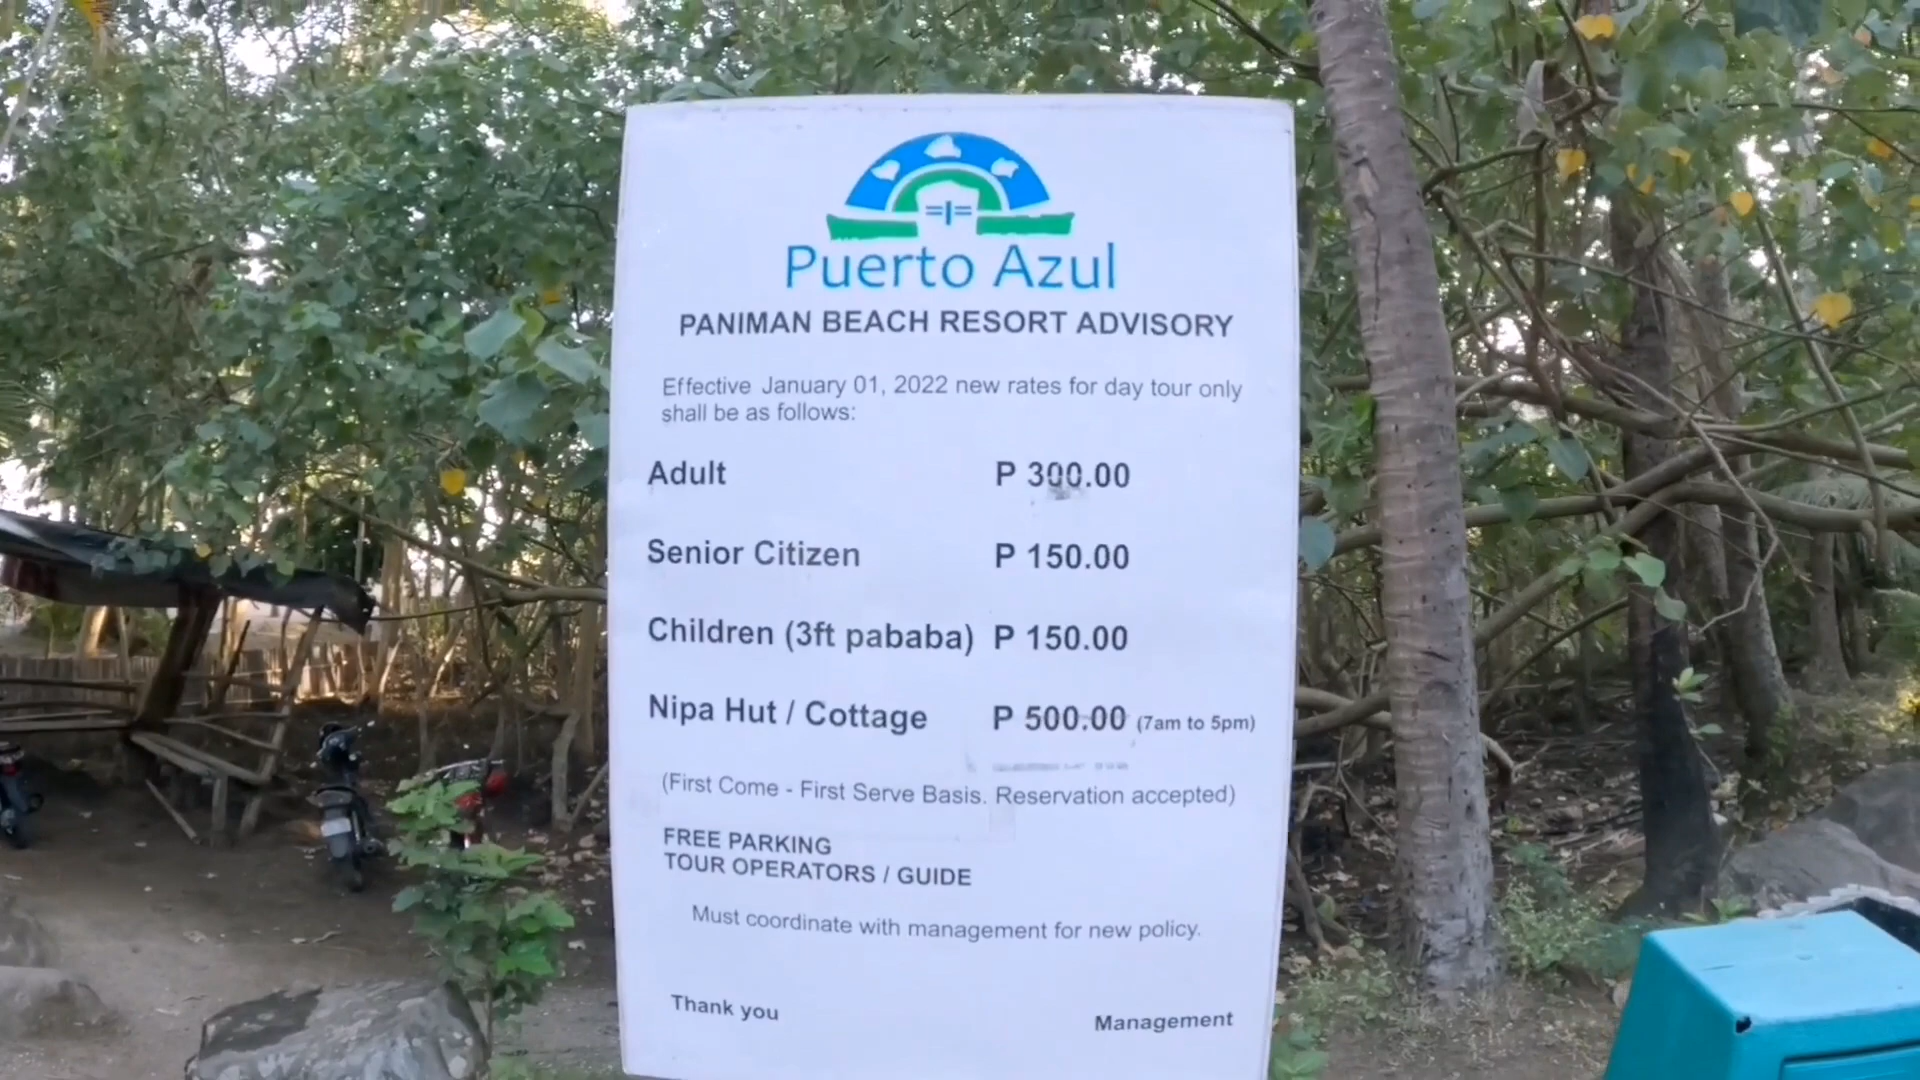 Puerto Azul
PANIMAN BEACH RESORT ADVISORY
Effective January 01, 2022 new rates for day tour only
shall be as follows:
Adult P 300.00
Senior Citizen P 150.00
Children (3ft pababa) P 150.00
Nipa Hut / Cottage P 500.00 (7am to 5pm)
(First Come - First Serve Basis. Reservation accepted)
FREE PARKING
TOUR OPERATORS / GUIDE
Must coordinate with management for new policy.
Thank you Management